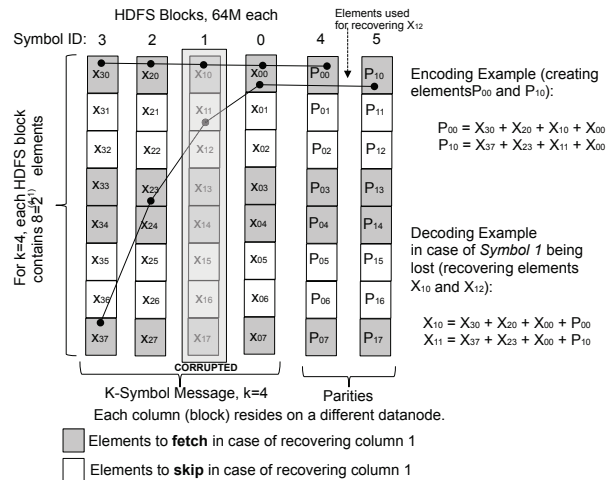 HDFS Blocks, 64M each
Elements used
for recovering X12
Symbol ID: 3 2 1 0 4 5
X30 X20 X10 X00 P00 P10
X31 X21 X11 X01 P01 P11
X32 X22 X12 X02 P02 P12
X33 X23 X13 X03 P03 P13
X34 X24 X14 X04 P04 P14
X35 X25 X15 X05 P05 P15
X36 X26 X16 X06 P06 P16
X37 X27 X17 X07 P07 P17
For k=4, each HDFS block
contains 8=2^(4-1) elements
CORRUPTED
K-Symbol Message, k=4
Parities
Each column (block) resides on a different datanode.
Elements to fetch in case of recovering column 1
Elements to skip in case of recovering column 1
Encoding Example (creating
elementsP00 and P10):
P00 = X30 + X20 + X10 + X00
P10 = X37 + X23 + X11 + X00
Decoding Example
in case of Symbol 1 being
lost (recovering elements
X10 and X12):
X10 = X30 + X20 + X00 + P00
X11 = X37 + X23 + X00 + P10